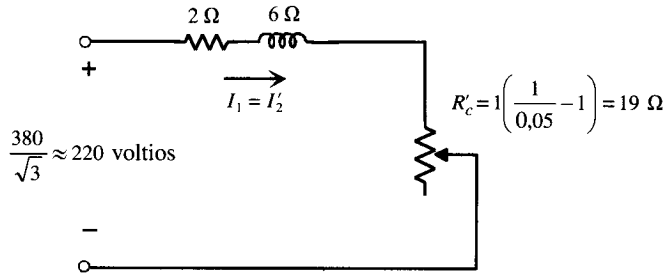 2 Ω 6 Ω
+
I₁ = I′₂
R′c = 1(1/0,05 − 1) = 19 Ω
380/√3 ≈ 220 voltios
−